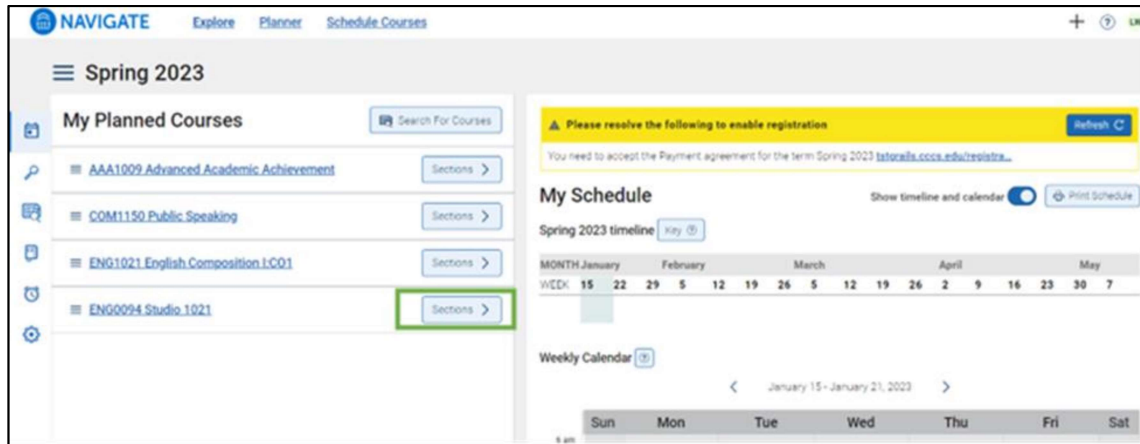 NAVIGATE Explore Planner Schedule Courses
Spring 2023
My Planned Courses Search For Courses
AAA1009 Advanced Academic Achievement Sections
COM1150 Public Speaking Sections
ENG1021 English Composition I:CO1 Sections
ENG0094 Studio 1021 Sections
Please resolve the following to enable registration Refresh
You need to accept the Payment agreement for the term Spring 2023
My Schedule Show timeline and calendar Print Schedule
Spring 2023 timeline Key
MONTH January February March April May
WEEK 15 22 29 5 12 19 26 5 12 19 26 2 9 16 23 30 7
Weekly Calendar
January 15 - January 21, 2023
Sun Mon Tue Wed Thu Fri Sat